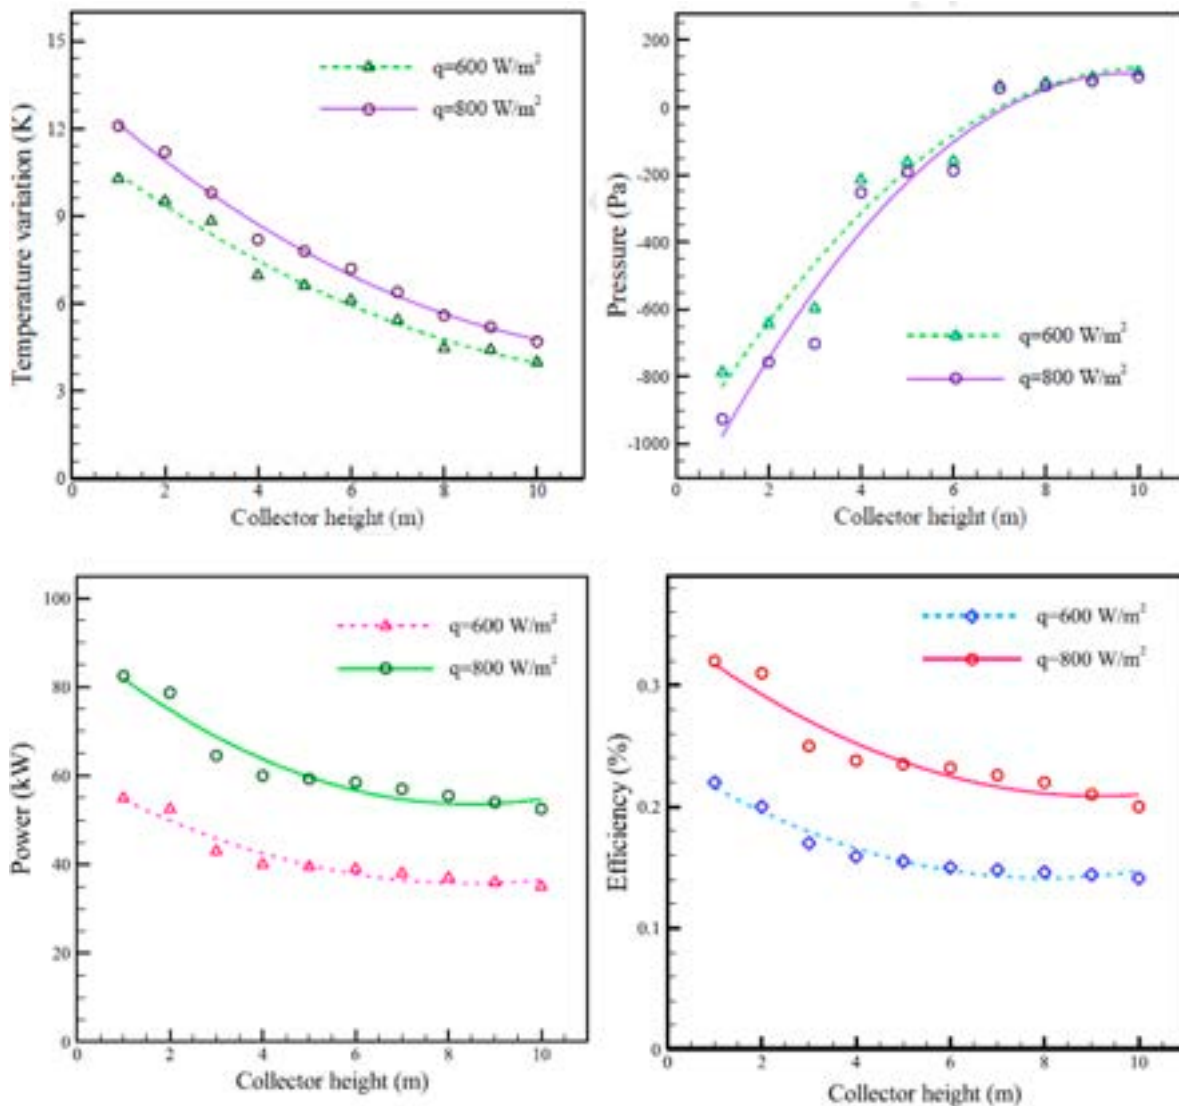 15
12
9
6
3
0
Temperature variation (K)
q=600 W/m²
q=800 W/m²
0 2 4 6 8 10
Collector height (m)
200
0
-200
-400
-600
-800
-1000
Pressure (Pa)
q=600 W/m²
q=800 W/m²
0 2 4 6 8 10
Collector height (m)
100
80
60
40
20
0
Power (kW)
q=600 W/m²
q=800 W/m²
0 2 4 6 8 10
Collector height (m)
0.3
0.2
0.1
0
Efficiency (%)
q=600 W/m²
q=800 W/m²
0 2 4 6 8 10
Collector height (m)